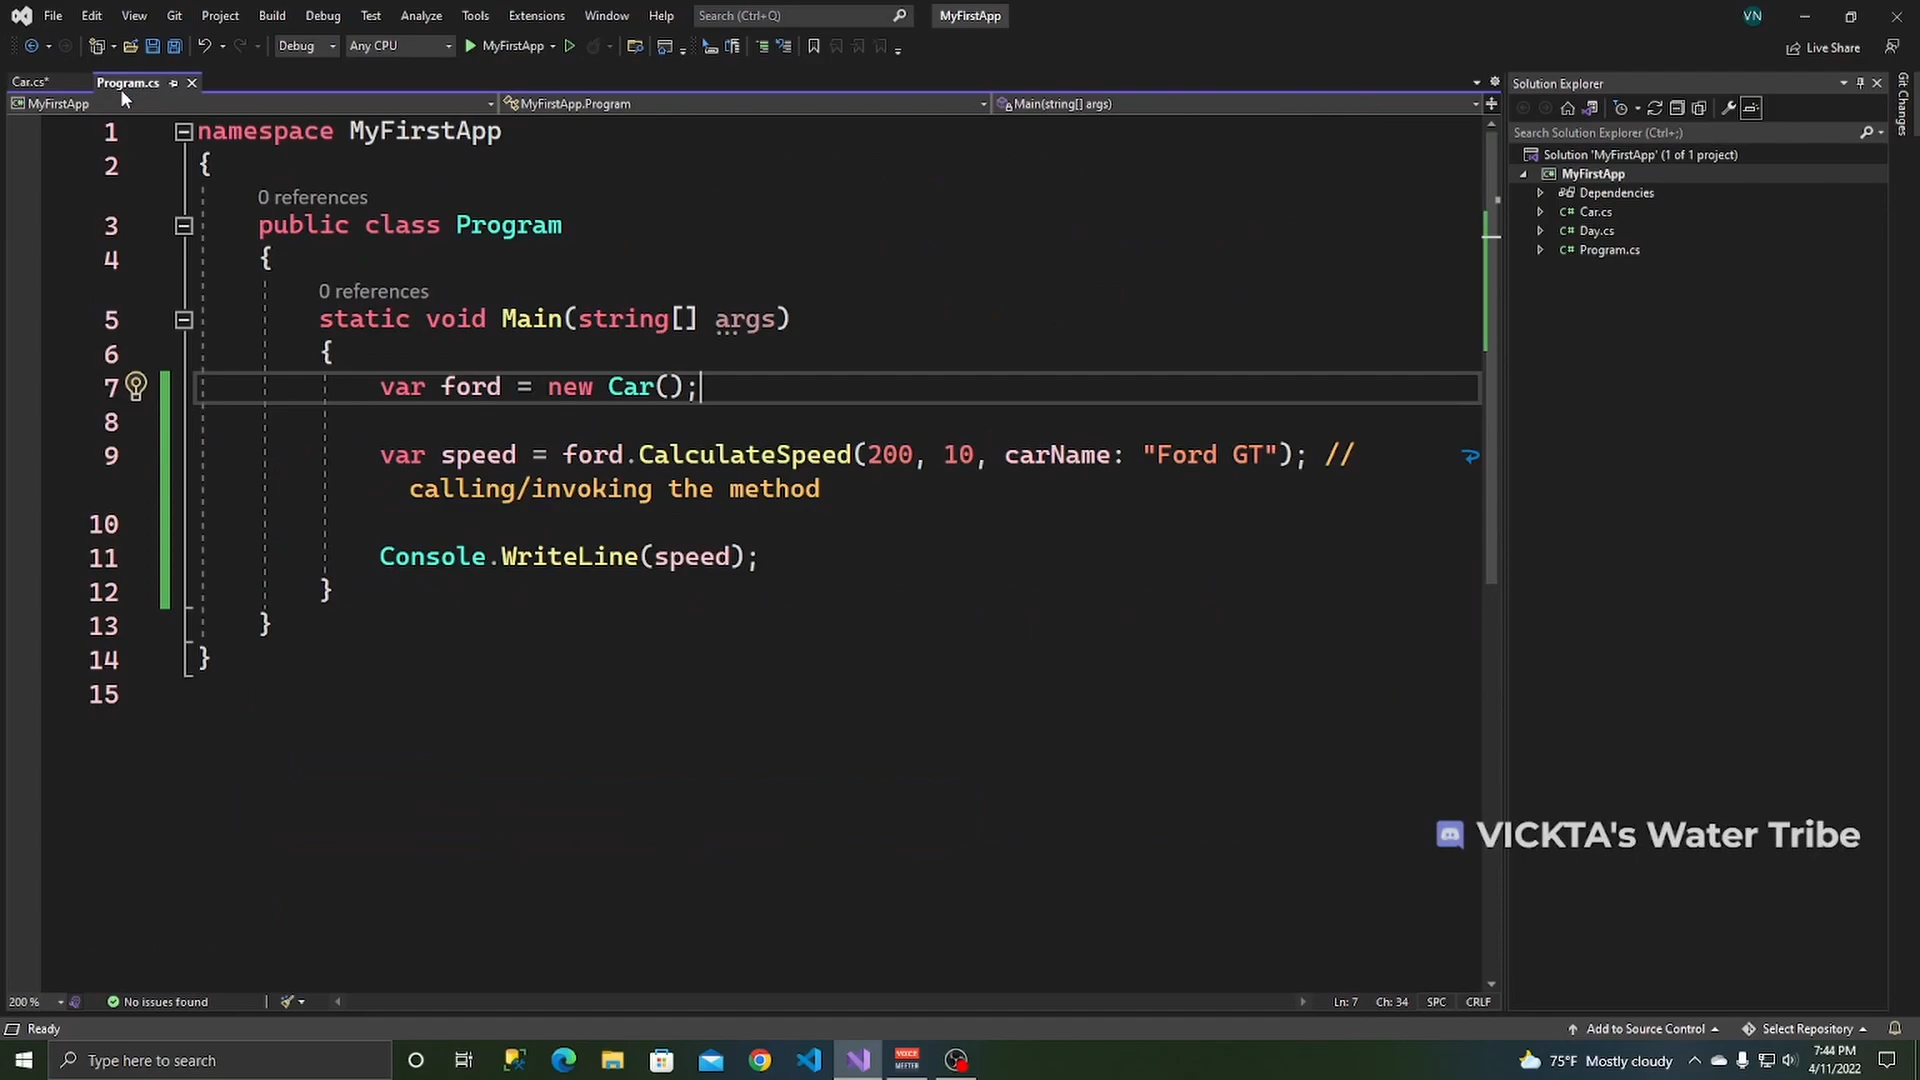 File Edit View Git Project Build Debug Test Analyze Tools Extensions Window Help Search (Ctrl+Q) MyFirstApp VN
Debug Any CPU MyFirstApp Live Share
Car.cs* Program.cs
MyFirstApp MyFirstApp.Program Main(string[] args)
1 namespace MyFirstApp
2 {
0 references
3 public class Program
4 {
0 references
5 static void Main(string[] args)
6 {
7 var ford = new Car();
8
9 var speed = ford.CalculateSpeed(200, 10, carName: "Ford GT"); //
calling/invoking the method
10
11 Console.WriteLine(speed);
12 }
13 }
14 }
15
Solution Explorer
Search Solution Explorer (Ctrl+;)
Solution 'MyFirstApp' (1 of 1 project)
MyFirstApp
Dependencies
C# Car.cs
C# Day.cs
C# Program.cs
Git Changes
VICKTA's Water Tribe
200 % No issues found Ln: 7 Ch: 34 SPC CRLF
Ready Add to Source Control Select Repository
Type here to search VOICE MEETER 75°F Mostly cloudy 7:44 PM
4/11/2022